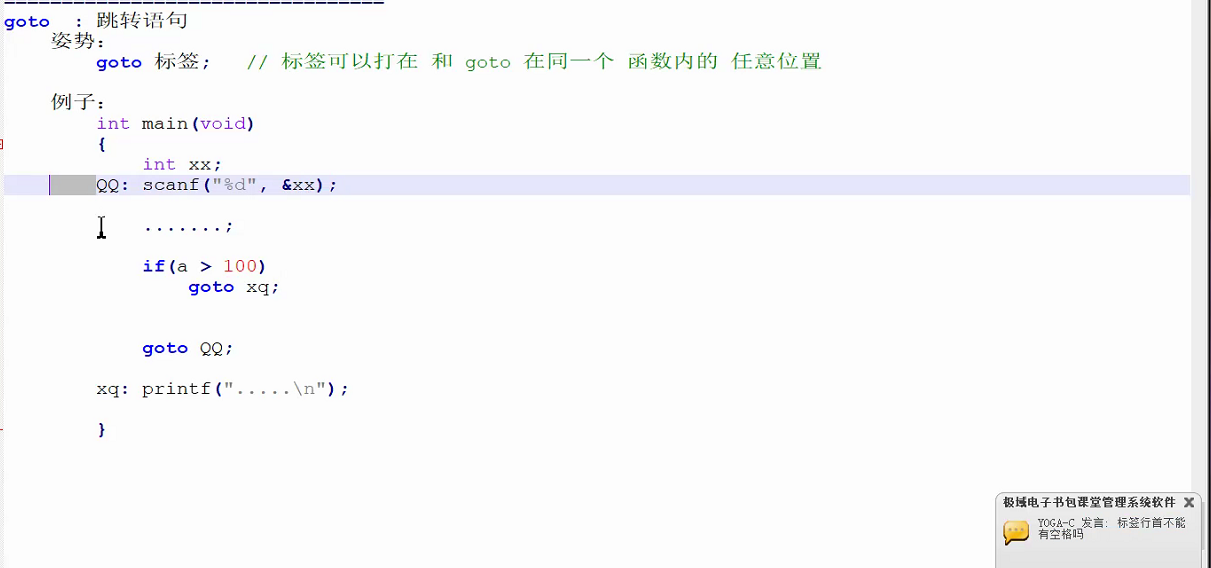 ================================
goto : 跳转语句
姿势:
goto 标签; // 标签可以打在 和 goto 在同一个 函数内的 任意位置
例子:
int main(void)
{
int xx;
QQ: scanf("%d", &xx);
.......;
if(a > 100)
goto xq;
goto QQ;
xq: printf(".....\n");
}
极域电子书包课堂管理系统软件
YOGA-C 发言: 标签行首不能
有空格吗